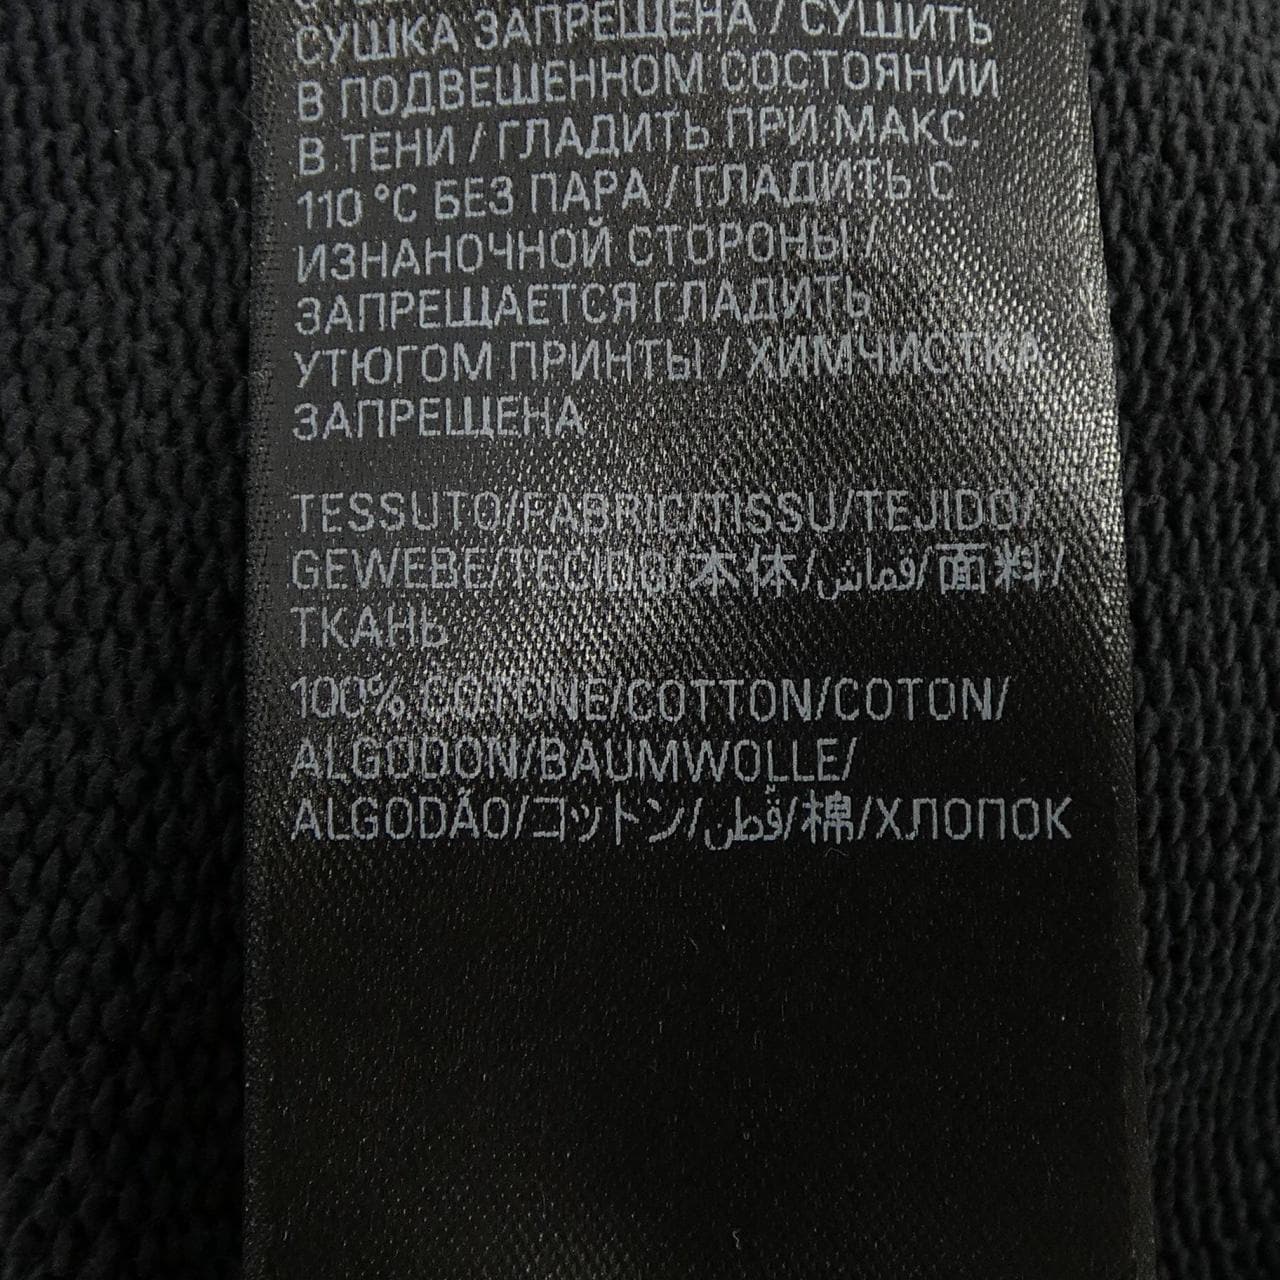 СУШКА ЗАПРЕЩЕНА / СУШИТЬ
В ПОДВЕШЕННОМ СОСТОЯНИИ
В ТЕНИ / ГЛАДИТЬ ПРИ МАКС.
110 °C БЕЗ ПАРА / ГЛАДИТЬ С
ИЗНАНОЧНОЙ СТОРОНЫ /
ЗАПРЕЩАЕТСЯ ГЛАДИТЬ
УТЮГОМ ПРИНТЫ / ХИМЧИСТКА
ЗАПРЕЩЕНА
TESSUTO/FABRIC/TISSU/TEJIDO/
GEWEBE/TECIDO/本体/قماش/面料/
ТКАНЬ
100% COTONE/COTTON/COTON/
ALGODON/BAUMWOLLE/
ALGODÃO/コットン/قطن/棉/ХЛОПОК